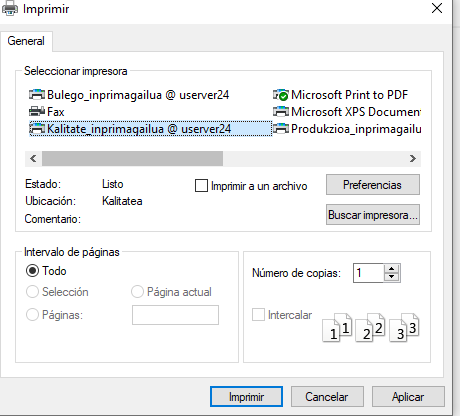 Imprimir
General
Seleccionar impresora
Bulego_inprimagailua @ userver24
Microsoft Print to PDF
Fax
Microsoft XPS Documen
Kalitate_inprimagailua @ userver24
Produkzioa_inprimagailu
Estado: Listo
Imprimir a un archivo
Preferencias
Ubicación: Kalitatea
Comentario:
Buscar impresora...
Intervalo de páginas
Todo
Número de copias: 1
Selección
Página actual
Páginas:
Intercalar
1 1 2 2 3 3
Imprimir
Cancelar
Aplicar